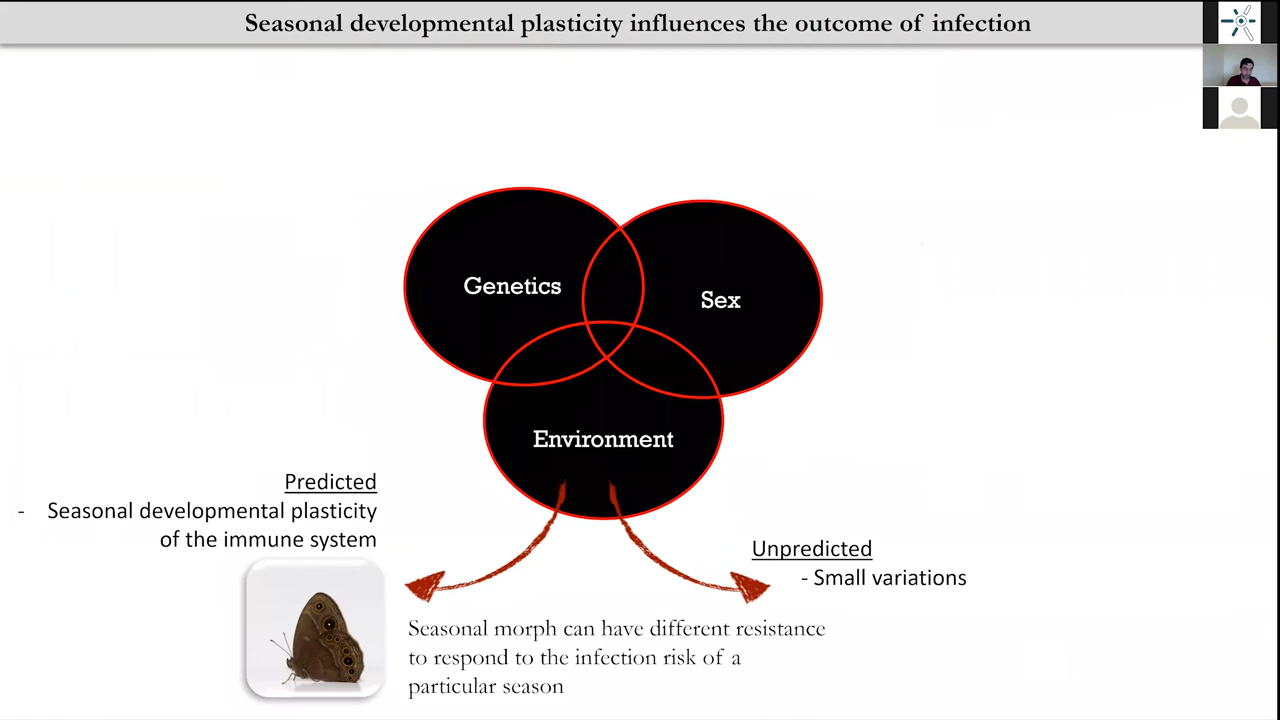 Seasonal developmental plasticity influences the outcome of infection
Genetics
Sex
Environment
Predicted
- Seasonal developmental plasticity
of the immune system
Unpredicted
- Small variations
Seasonal morph can have different resistance
to respond to the infection risk of a
particular season